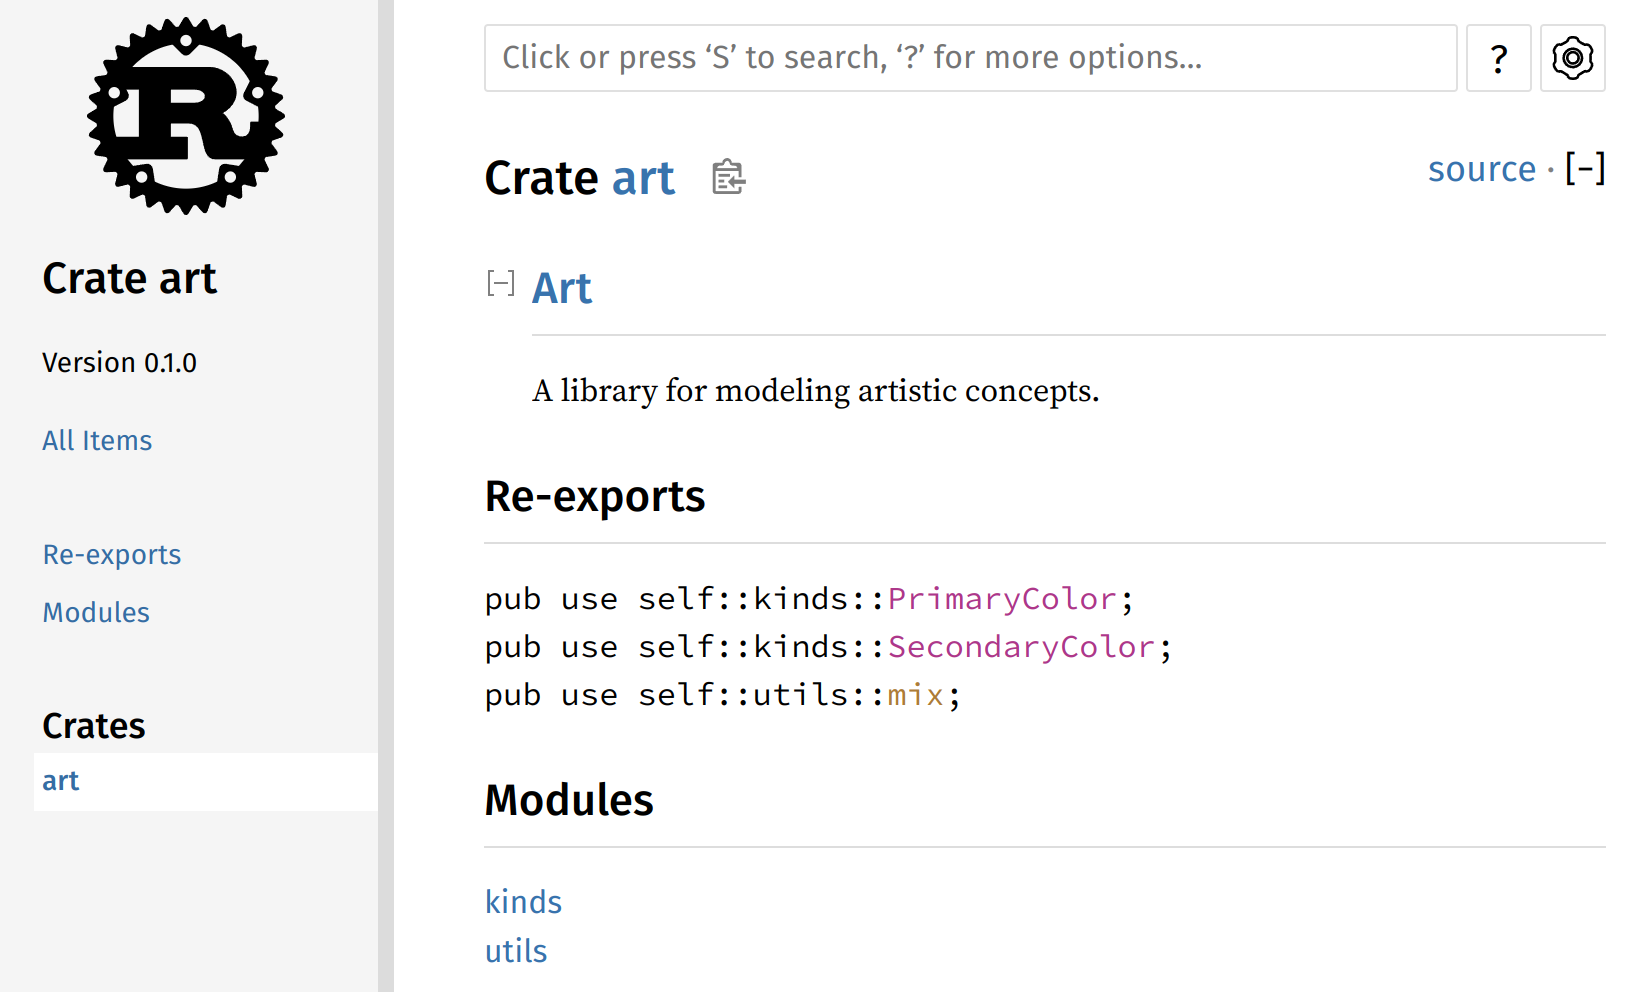 R
Crate art
Version 0.1.0
All Items
Re-exports
Modules
Crates
art
Click or press ‘S’ to search, ‘?’ for more options…
?
Crate art
source · [−]
[−] Art
A library for modeling artistic concepts.
Re-exports
pub use self::kinds::PrimaryColor;
pub use self::kinds::SecondaryColor;
pub use self::utils::mix;
Modules
kinds
utils